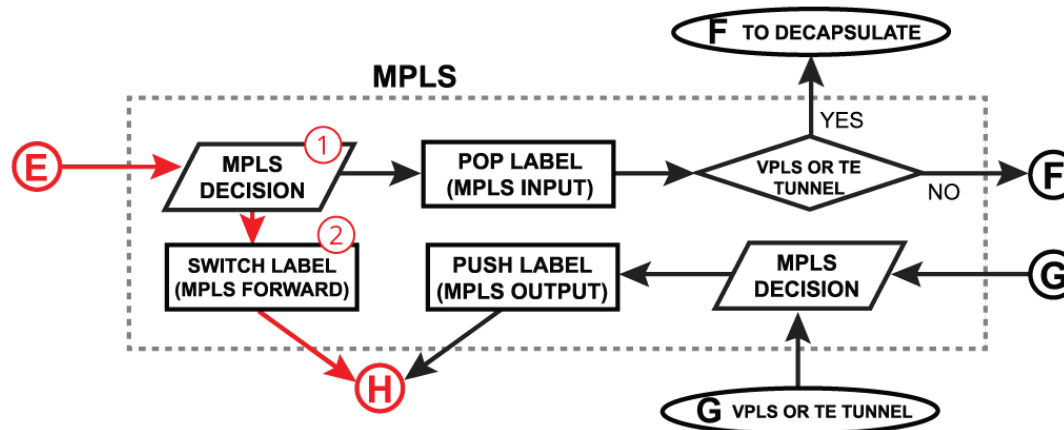 F TO DECAPSULATE
MPLS
YES
E
MPLS
DECISION
1
POP LABEL
(MPLS INPUT)
VPLS OR TE
TUNNEL
NO
F
SWITCH LABEL
(MPLS FORWARD)
2
PUSH LABEL
(MPLS OUTPUT)
MPLS
DECISION
G
H
G VPLS OR TE TUNNEL